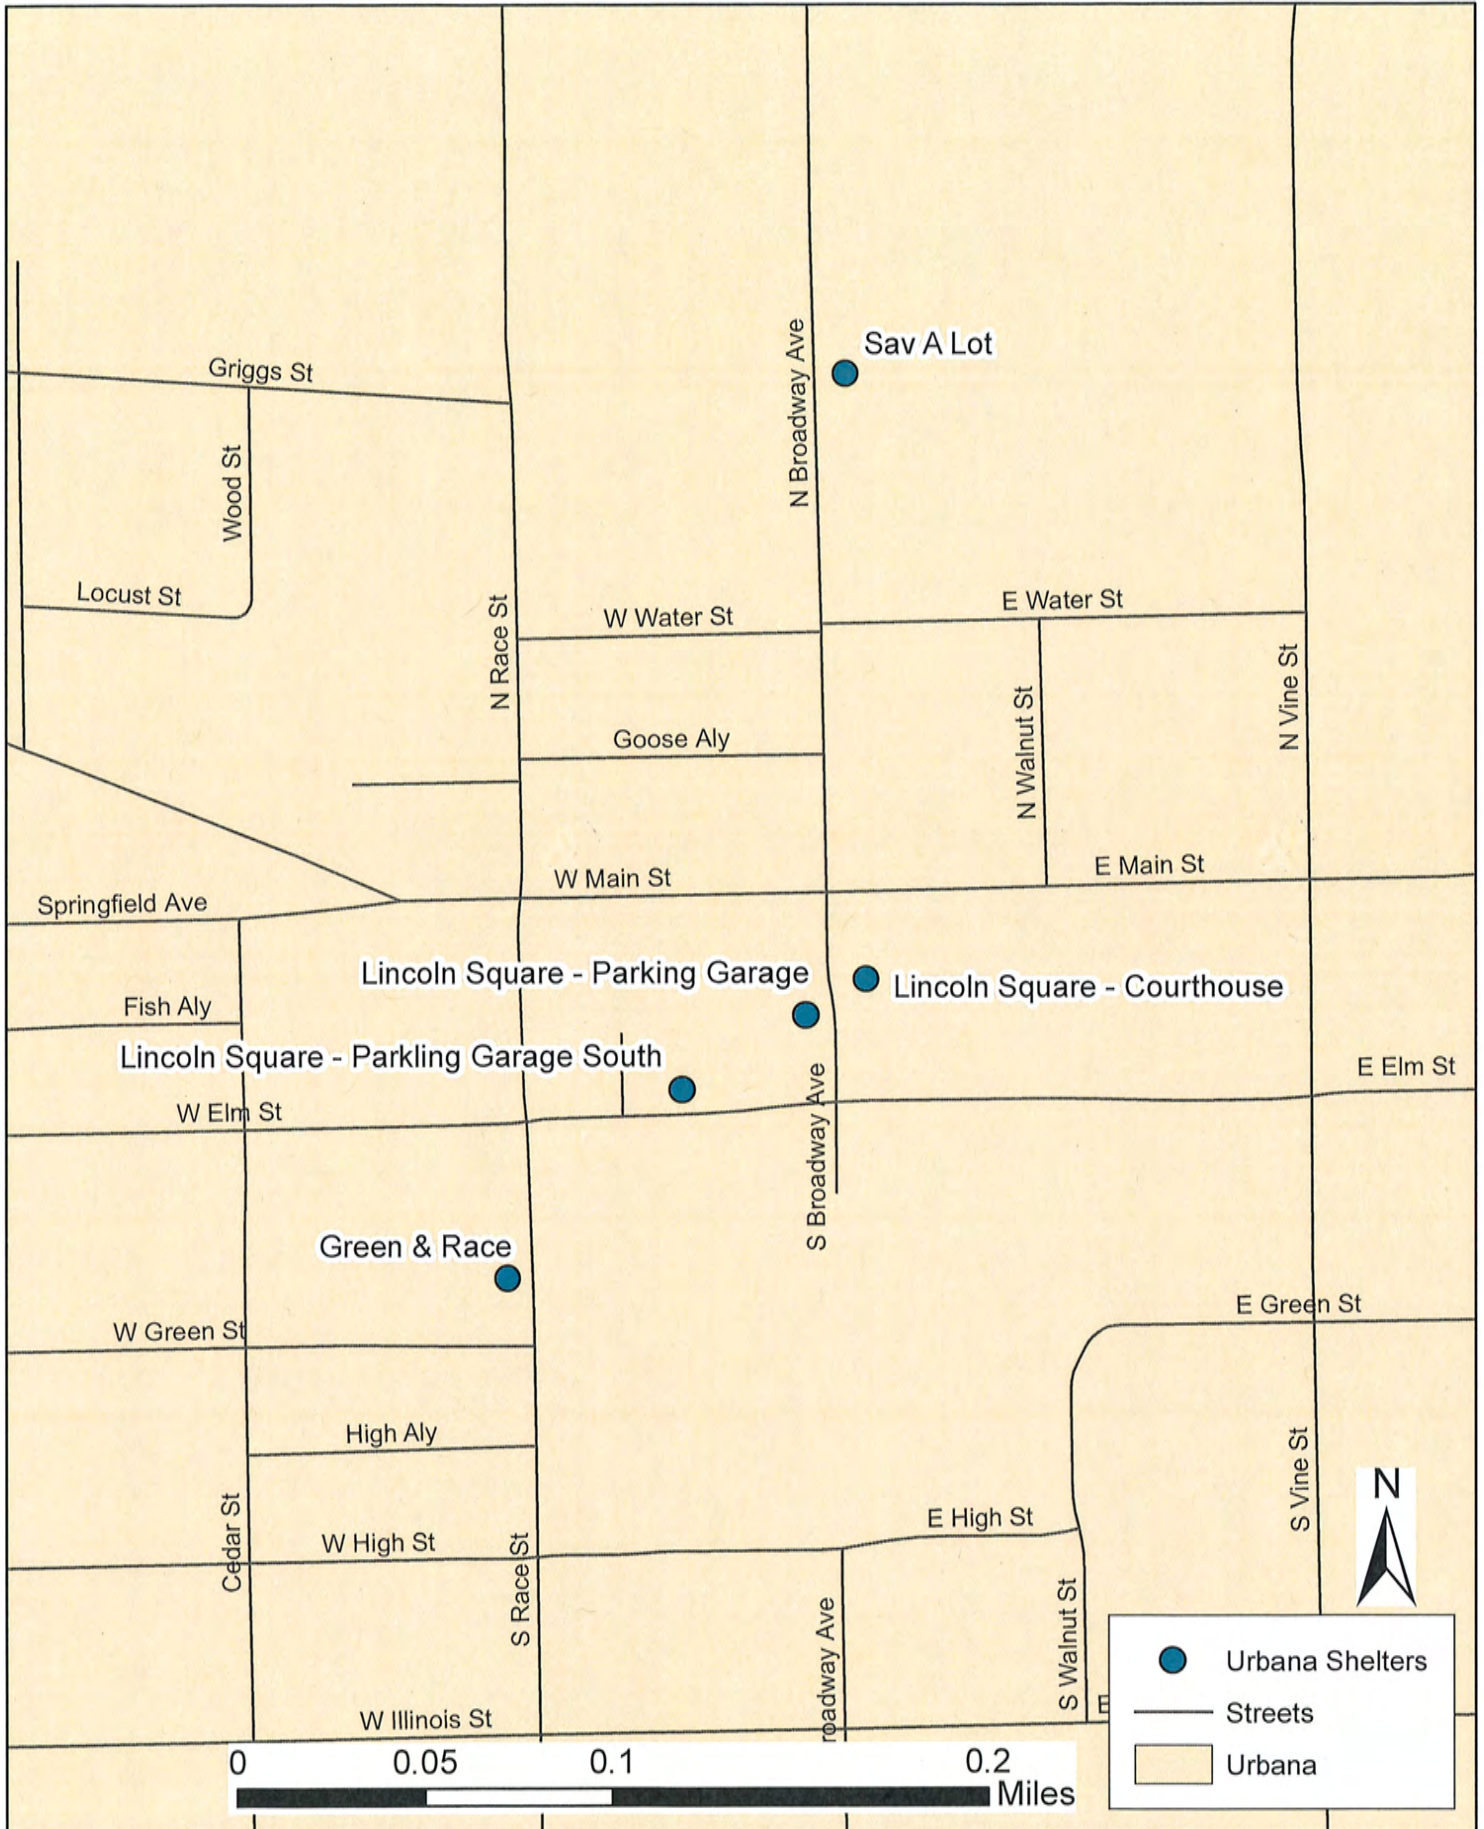 Sav A Lot
N Broadway Ave
Griggs St
Wood St
Locust St
N Race St
W Water St
E Water St
N Vine St
N Walnut St
Goose Aly
W Main St
E Main St
Springfield Ave
Lincoln Square - Parking Garage
Lincoln Square - Courthouse
Fish Aly
Lincoln Square - Parkling Garage South
E Elm St
W Elm St
S Broadway Ave
Green & Race
E Green St
W Green St
High Aly
S Vine St
N
Cedar St
E High St
W High St
S Race St
S Walnut St
roadway Ave
E
W Illinois St
Urbana Shelters
Streets
Urbana
0 0.05 0.1 0.2
Miles